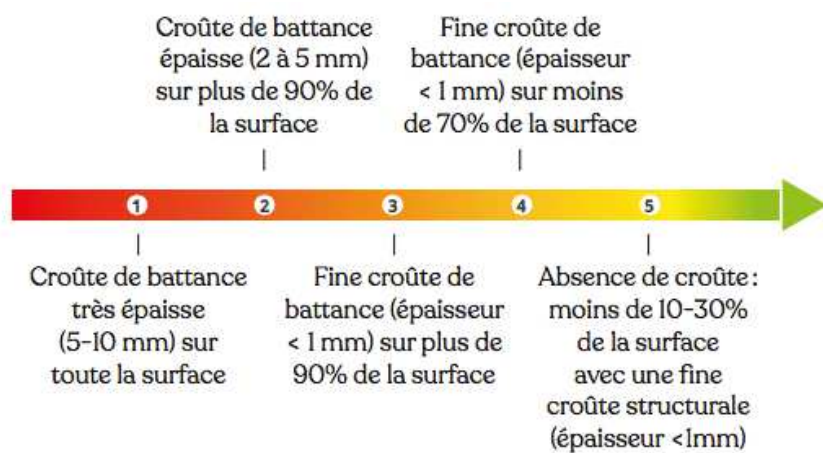 Croûte de battance
épaisse (2 à 5 mm)
sur plus de 90% de
la surface
Fine croûte de
battance (épaisseur
< 1 mm) sur moins
de 70% de la surface
1
2
3
4
5
Croûte de battance
très épaisse
(5-10 mm) sur
toute la surface
Fine croûte de
battance (épaisseur
< 1 mm) sur plus de
90% de la surface
Absence de croûte :
moins de 10-30%
de la surface
avec une fine
croûte structurale
(épaisseur <1mm)